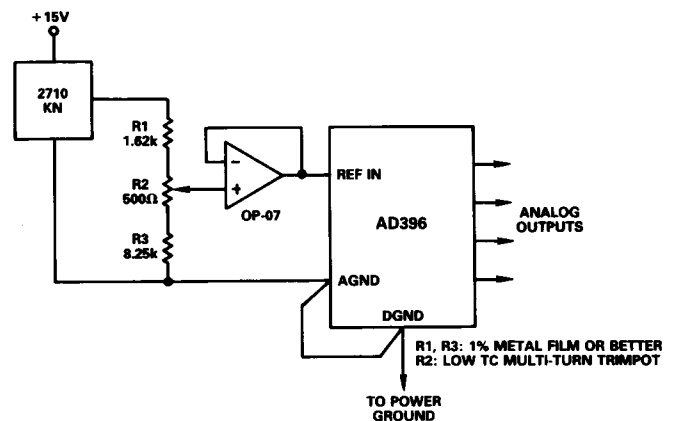 +15V
2710
KN
R1
1.62k
R2
500Ω
R3
8.25k
−
+
OP-07
REF IN
AD396
ANALOG
OUTPUTS
AGND
DGND
R1, R3: 1% METAL FILM OR BETTER
R2: LOW TC MULTI-TURN TRIMPOT
TO POWER
GROUND